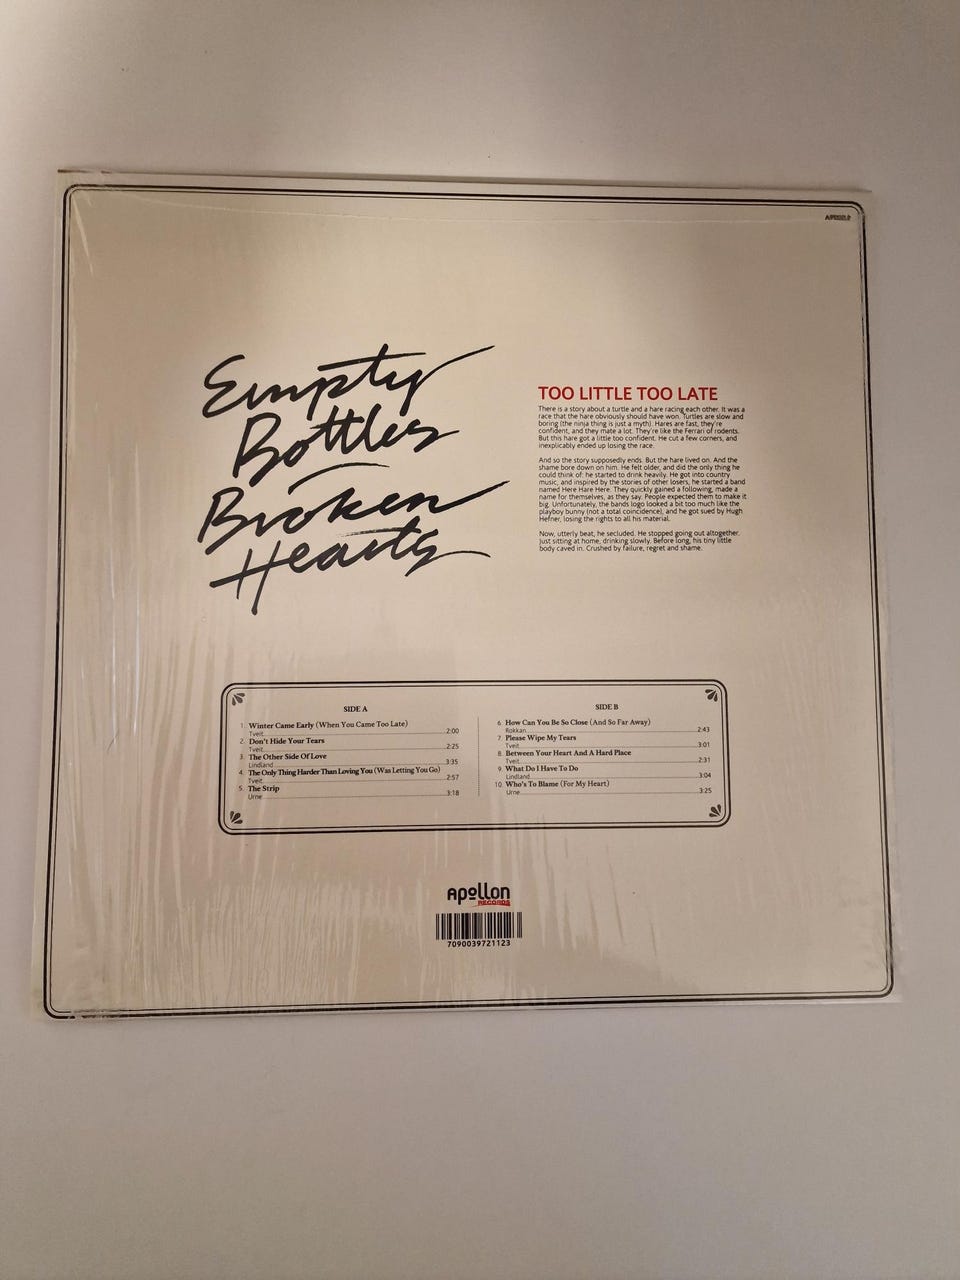 Empty
Bottles
Broken
Hearts
TOO LITTLE TOO LATE
There is a story about a turtle and a hare racing each other. It was a
race that the hare obviously should have won. Turtles are slow and
boring (the ninja thing is just a myth). Hares are fast, they're
confident, and they mate a lot. They're like the Ferrari of rodents.
But this hare got a little too confident. He cut a few corners, and
inexplicably ended up losing the race.
And so the story supposedly ends. But the hare lived on. And the
shame bore down on him. He felt older, and did the only thing he
could think of; he started to drink heavily. He got into country
music, and inspired by the stories of other losers, he started a band
named Here Hare Here. They quickly gained a following, made a
name for themselves, as they say. People expected them to make it
big. Unfortunately, the bands logo looked a bit too much like the
playboy bunny (not a total coincidence), and he got sued by Hugh
Hefner, losing the rights to all his material.
Now, utterly beat, he secluded. He stopped going out altogether.
Just sitting at home, drinking slowly. Before long, his tiny little
body caved in. Crushed by failure, regret and shame.
SIDE A
1. Winter Came Early (When You Came Too Late)
Tveit 2:00
2. Don't Hide Your Tears
Tveit 2:25
3. The Other Side Of Love
Lindland 3:35
4. The Only Thing Harder Than Loving You (Was Letting You Go)
Tveit 2:57
5. The Strip
Urne 3:18
SIDE B
6. How Can You Be So Close (And So Far Away)
Rokkan 2:43
7. Please Wipe My Tears
Tveit 3:01
8. Between Your Heart And A Hard Place
Tveit 2:31
9. What Do I Have To Do
Lindland 3:04
10. Who's To Blame (For My Heart)
Urne 3:25
Apollon
RECORDS
7090039721123